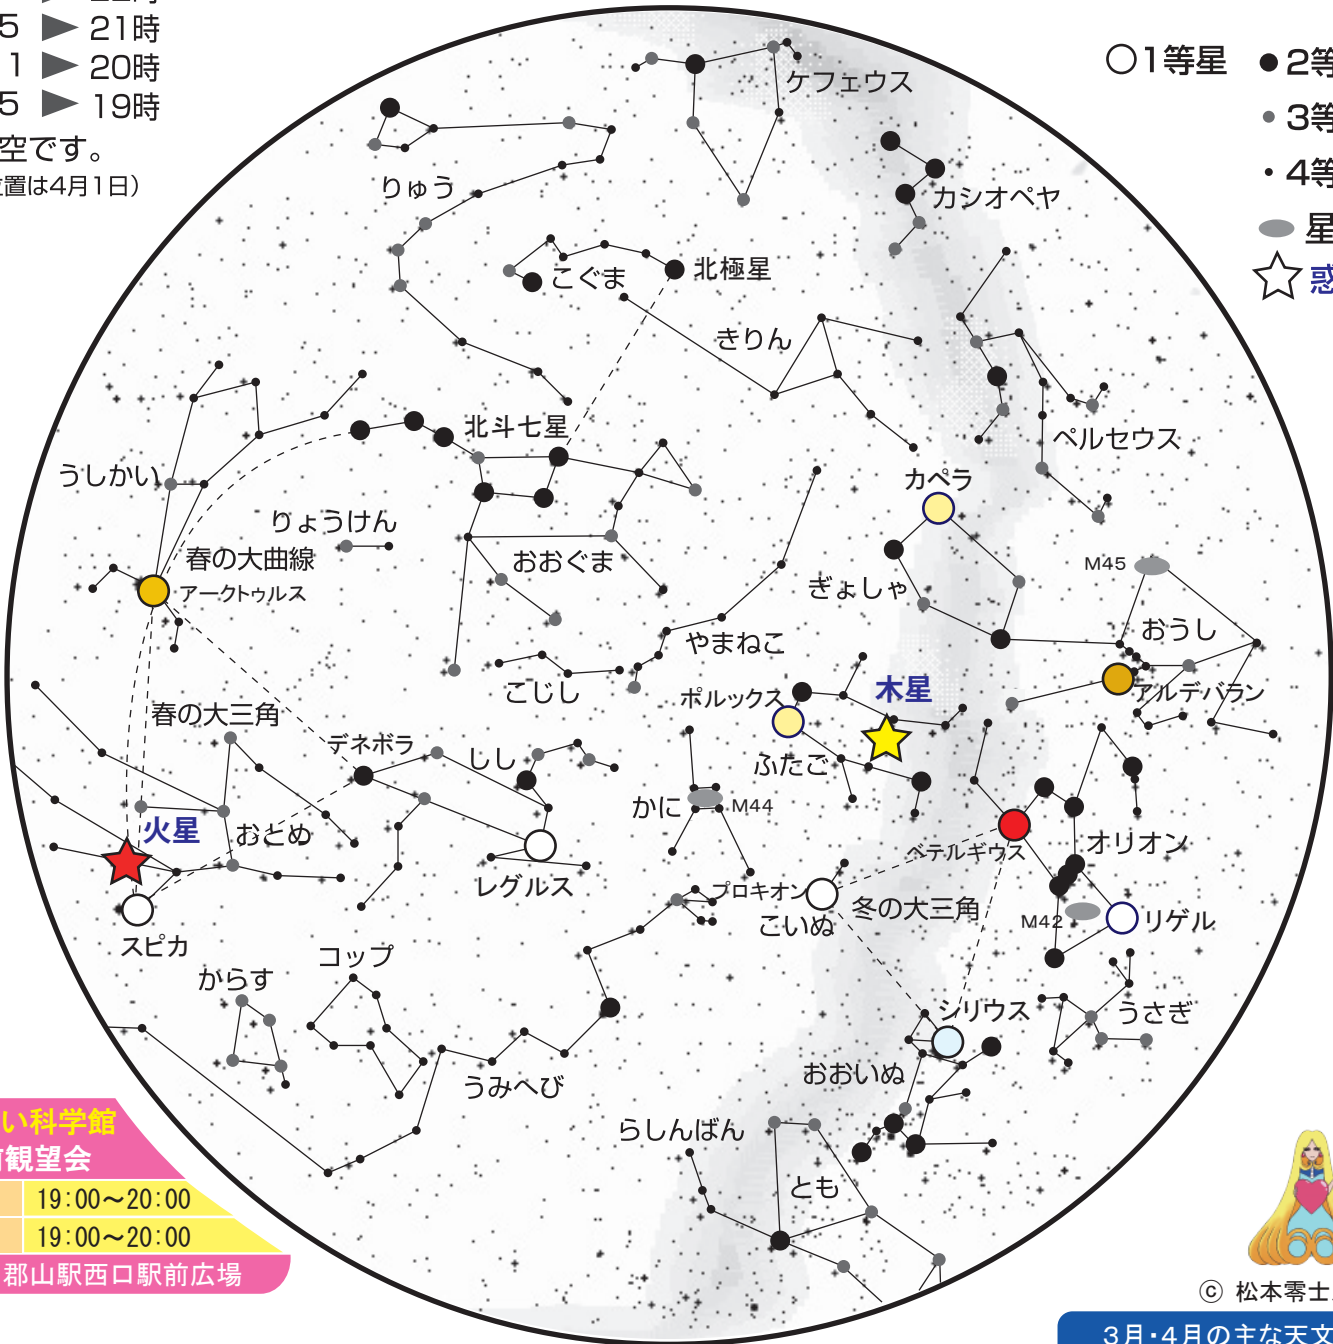 5 ▶ 21時
1 ▶ 20時
5 ▶ 19時
空です。
位置は4月1日）
○1等星 ●2等
3等
4等
星
惑
ケフェウス
カシオペヤ
りゅう
こぐま
北極星
きりん
ペルセウス
北斗七星
うしかい
カペラ
りょうけん
春の大曲線
おおぐま
アークトゥルス
ぎょしゃ
M45
おうし
やまねこ
こじし
ポルックス
木星
アルデバラン
春の大三角
デネボラ
しし
ふたご
かに
M44
火星
おとめ
オリオン
ベテルギウス
レグルス
プロキオン
こいぬ
冬の大三角
M42
リゲル
スピカ
コップ
からす
シリウス
うさぎ
うみへび
おおいぬ
らしんばん
とも
い科学館
観望会
19:00〜20:00
19:00〜20:00
郡山駅西口駅前広場
© 松本零士
3月・4月の主な天文